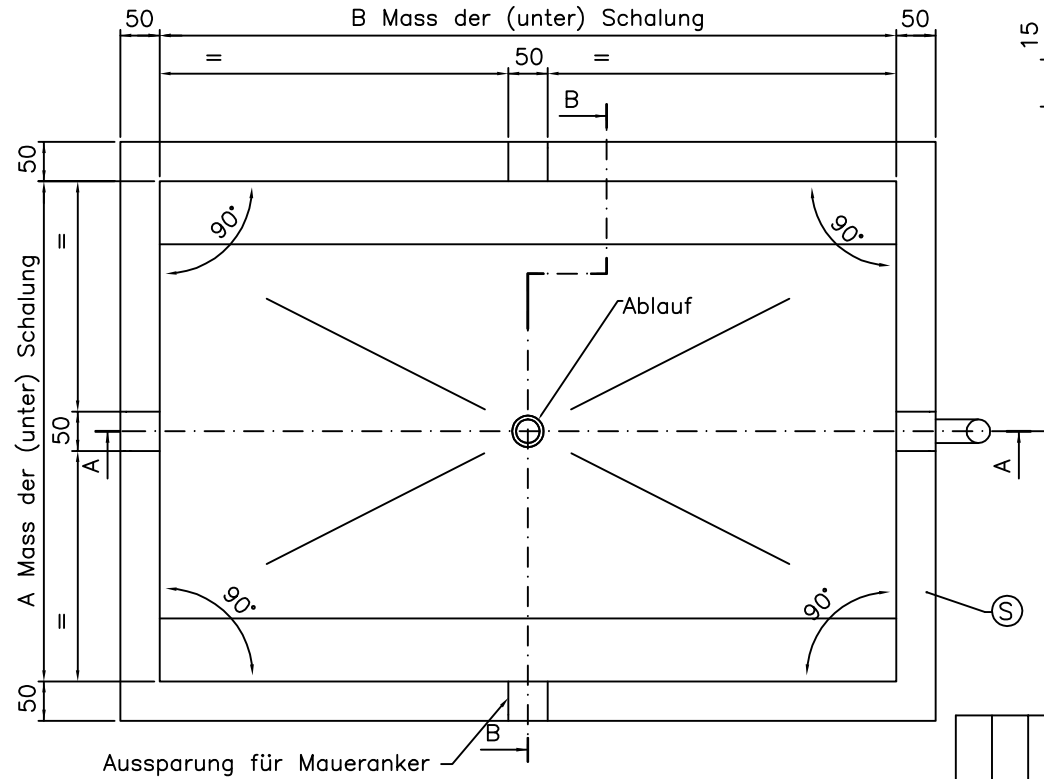 50
B Mass der (unter) Schalung
50
15
=
50
=
B
50
90°
90°
=
A Mass der (unter) Schalung
Ablauf
50
A
A
90°
90°
=
S
50
B
Aussparung für Maueranker